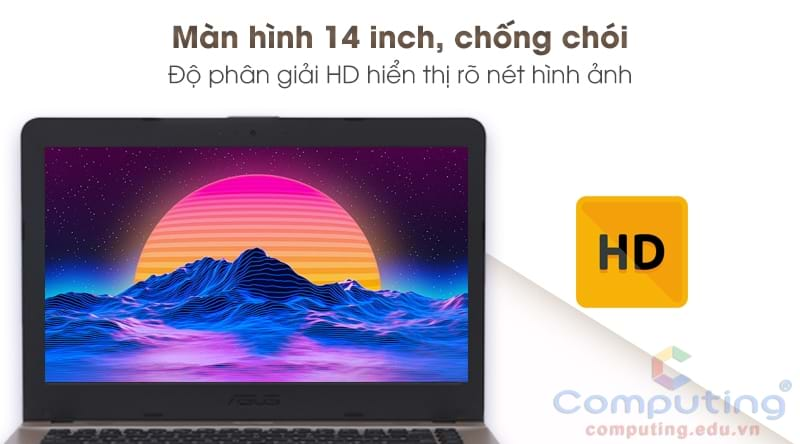 Màn hình 14 inch, chống chói
Độ phân giải HD hiển thị rõ nét hình ảnh
HD
ASUS
C
Computing®
computing.edu.vn